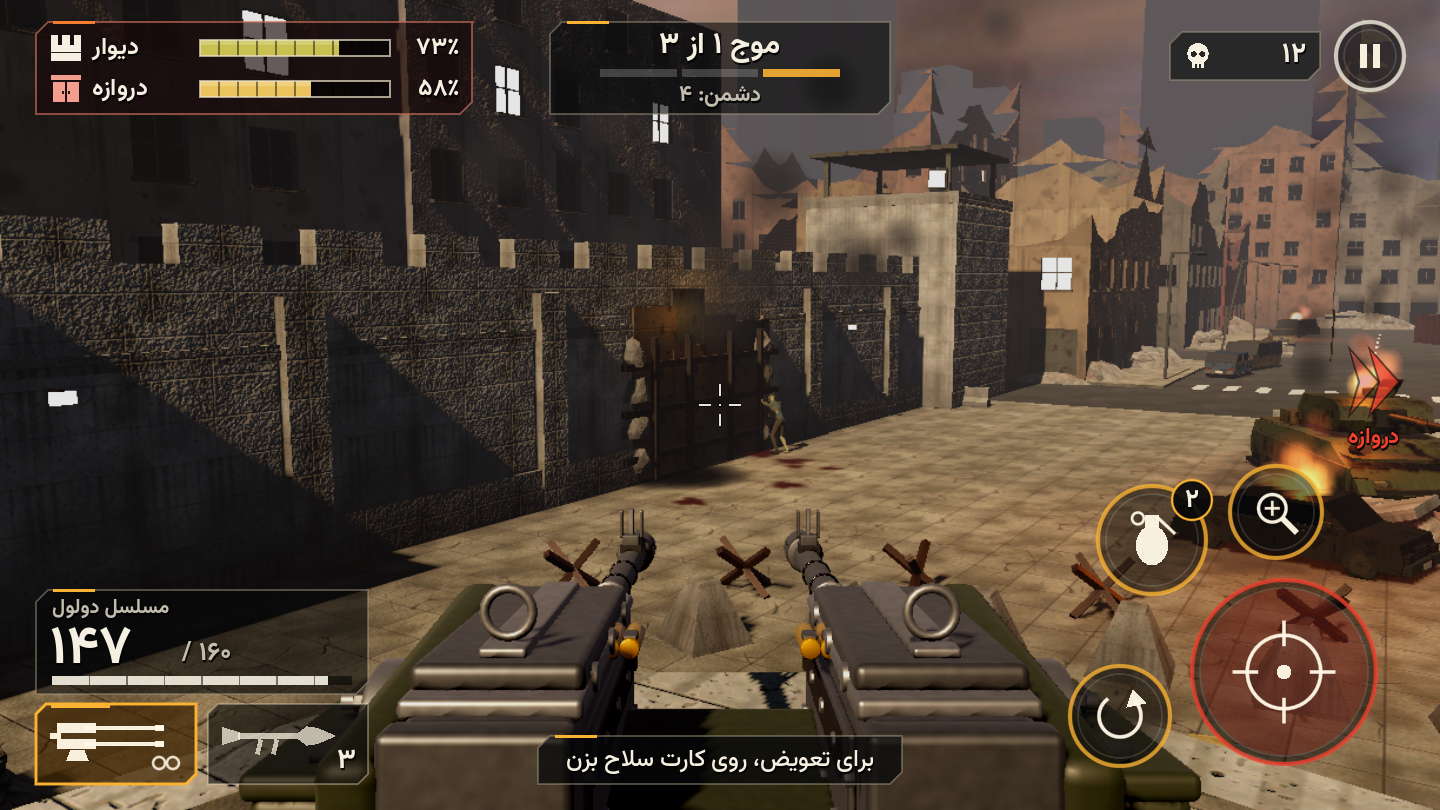 دیوار ۷۳٪
دروازه ۵۸٪
موج ۱ از ۳
دشمن: ۴
۱۲
دروازه
۲
مسلسل دولول
۱۴۷ / ۱۶۰
∞
۳
برای تعویض، روی کارت سلاح بزن